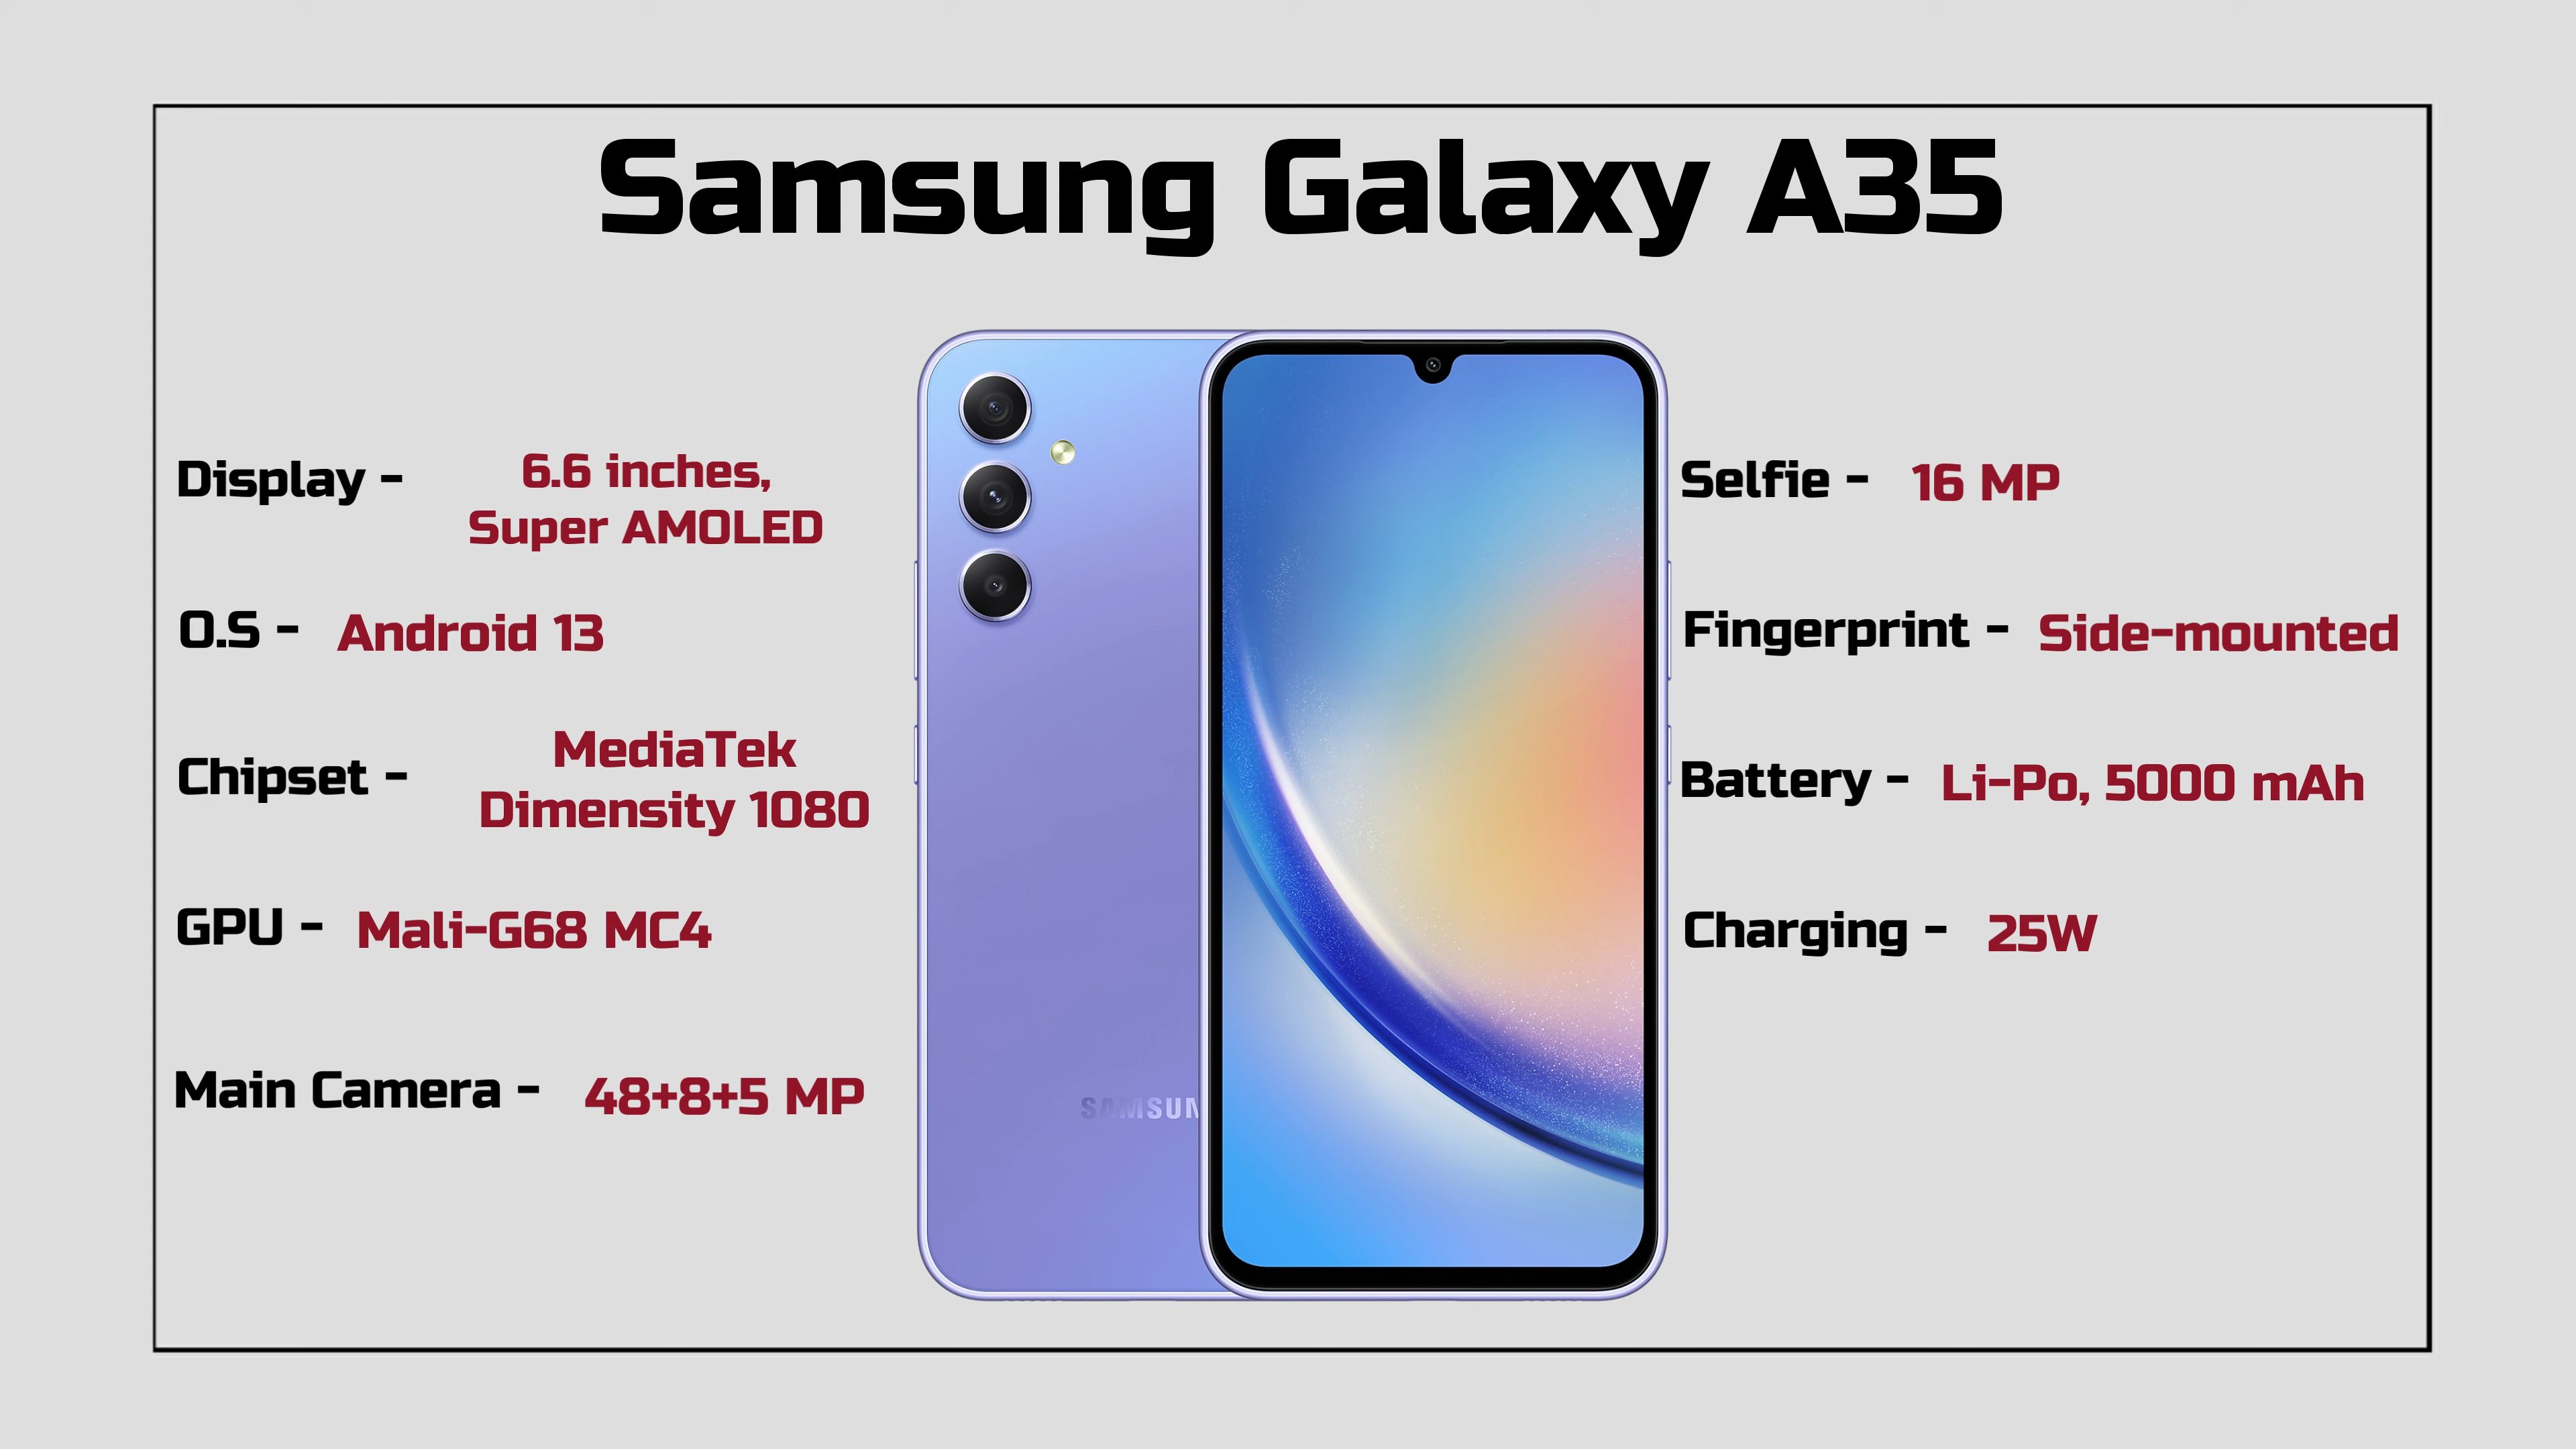 Samsung Galaxy A35
Display - 6.6 inches,
Super AMOLED
O.S - Android 13
Chipset - MediaTek
Dimensity 1080
GPU - Mali-G68 MC4
Main Camera - 48+8+5 MP
SAMSUN
Selfie - 16 MP
Fingerprint - Side-mounted
Battery - Li-Po, 5000 mAh
Charging - 25W